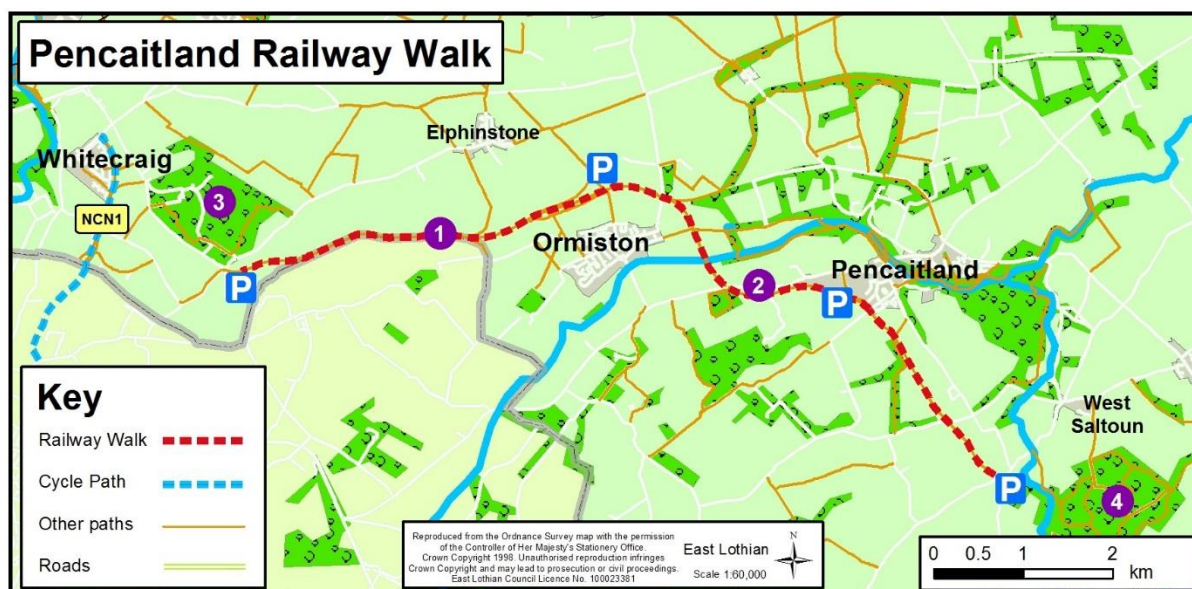 Pencaitland Railway Walk
Elphinstone
Whitecraig
P
3
NCN1
1
Ormiston
P
Pencaitland
2
P
Key
Railway Walk
Cycle Path
Other paths
Roads
West
Saltoun
P
4
Reproduced from the Ordnance Survey map with the permission
of the Controller of Her Majesty's Stationery Office.
Crown Copyright 1998. Unauthorised reproduction infringes
Crown Copyright and may lead to prosecution or civil proceedings.
East Lothian Council Licence No. 100023381
East Lothian
Scale 1:60,000
N
0 0.5 1 2
km